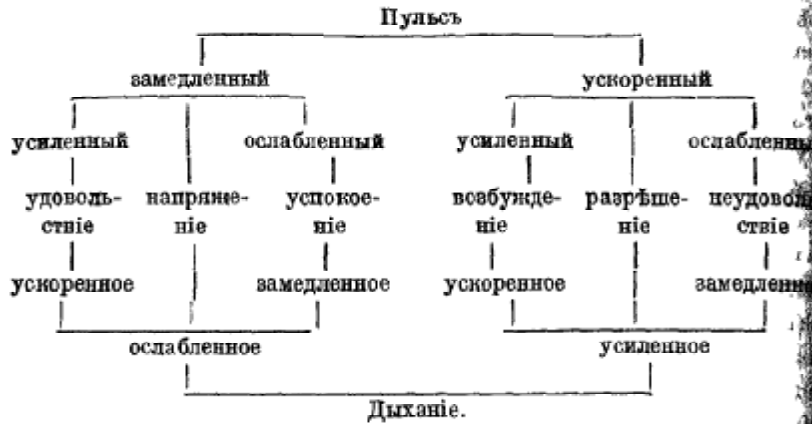 Пульсъ
замедленный ускоренный
усиленный ослабленный усиленный
удоволь- напряже- успокое- возбужде- разрѣше-
ствіе ніе ніе ніе ніе ствіе
ускоренное замедленное ускоренное
ослабленное усиленное
Дыханіе.